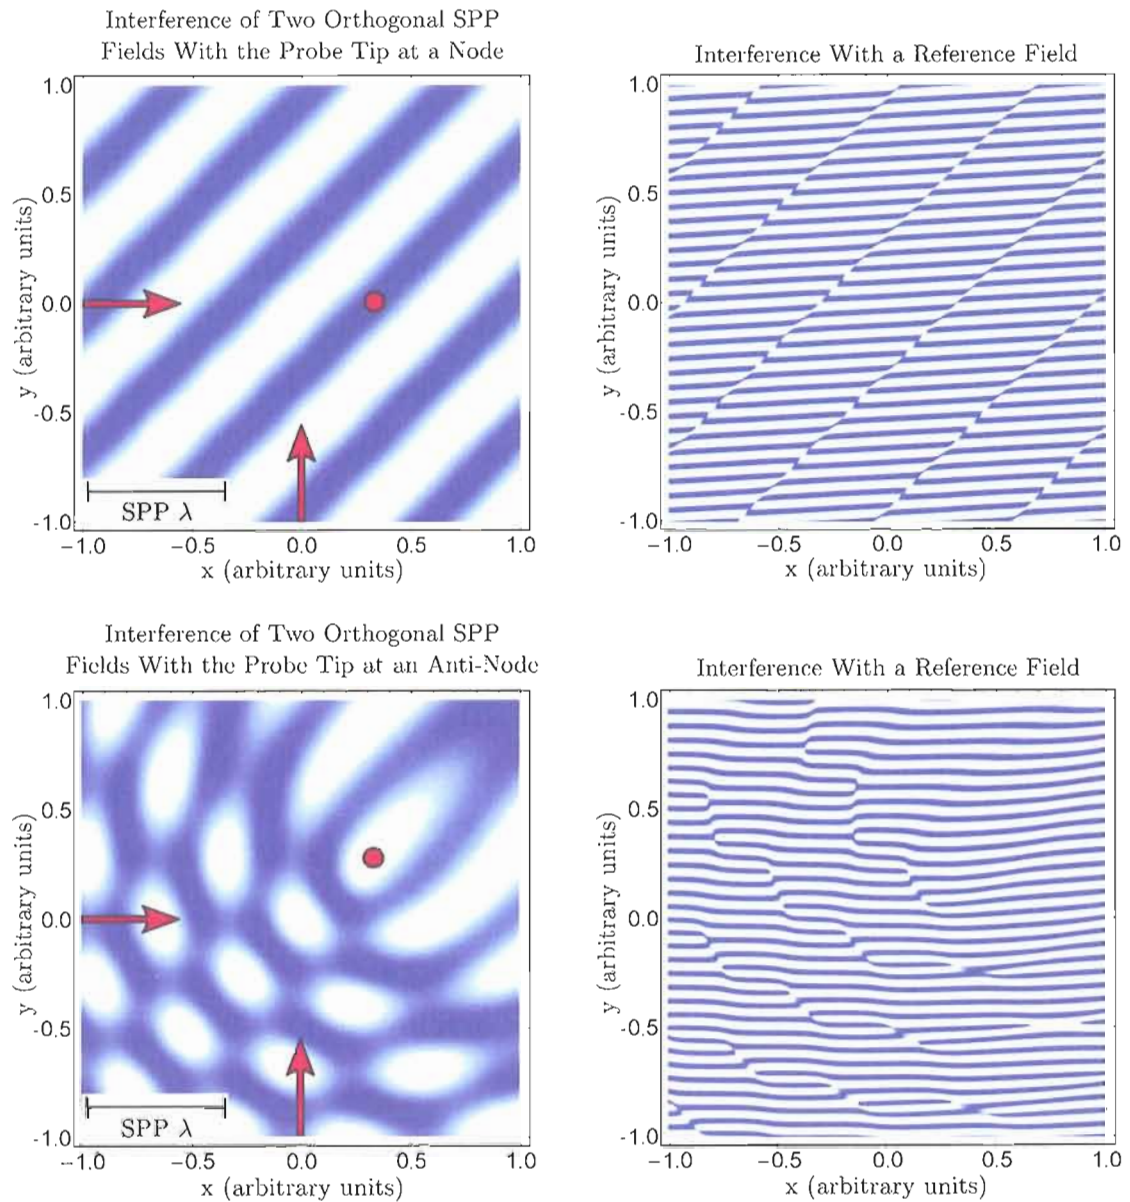 Interference of Two Orthogonal SPP
Fields With the Probe Tip at a Node
Interference With a Reference Field
1.0
0.5
0.0
-0.5
-1.0
y (arbitrary units)
SPP λ
−1.0 −0.5 0.0 0.5 1.0
x (arbitrary units)
1.0
0.5
0.0
-0.5
-1.0
y (arbitrary units)
−1.0 −0.5 0.0 0.5 1.0
x (arbitrary units)
Interference of Two Orthogonal SPP
Fields With the Probe Tip at an Anti-Node
Interference With a Reference Field
1.0
0.5
0.0
-0.5
-1.0
y (arbitrary units)
SPP λ
−1.0 −0.5 0.0 0.5 1.0
x (arbitrary units)
1.0
0.5
0.0
-0.5
-1.0
y (arbitrary units)
−1.0 −0.5 0.0 0.5 1.0
x (arbitrary units)